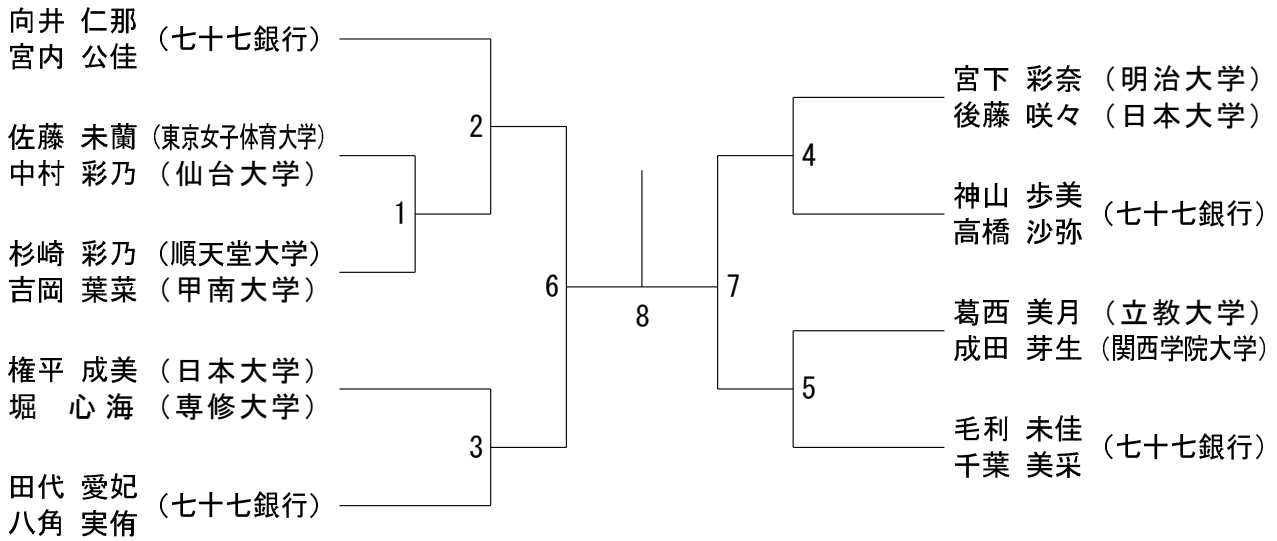 向井 仁那
宮内 公佳
（七十七銀行）
佐藤 未蘭（東京女子体育大学）
中村 彩乃（仙台大学）
杉崎 彩乃（順天堂大学）
吉岡 葉菜（甲南大学）
権平 成美（日本大学）
堀 心海（専修大学）
田代 愛妃
八角 実侑
（七十七銀行）
1
2
3
6
8
7
4
5
宮下 彩奈（明治大学）
後藤 咲々（日本大学）
神山 歩美
高橋 沙弥
（七十七銀行）
葛西 美月（立教大学）
成田 芽生（関西学院大学）
毛利 未佳
千葉 美采
（七十七銀行）